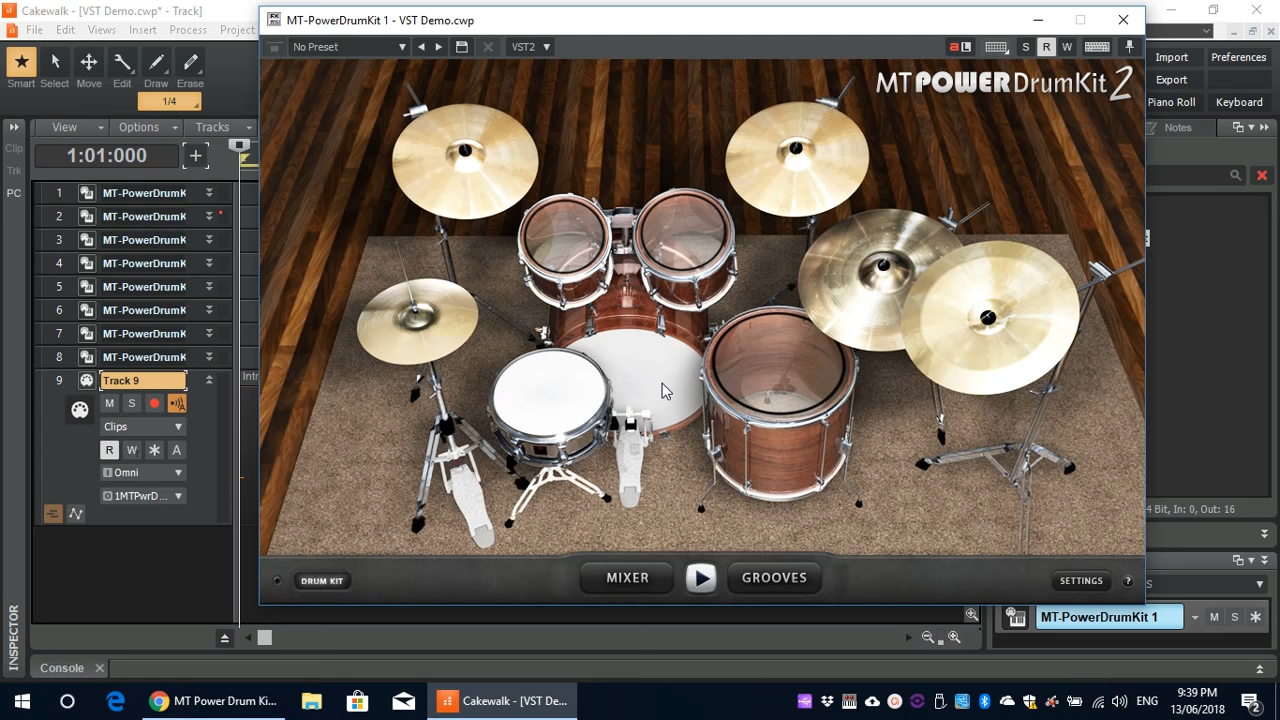 Cakewalk - [VST Demo.cwp* - Track]
File Edit Views Insert Process Project
Smart Select Move Edit Draw Erase
1/4
View Options Tracks
1:01:000
Clip
Trk
PC
1 MT-PowerDrumK
2 MT-PowerDrumK
3 MT-PowerDrumK
4 MT-PowerDrumK
5 MT-PowerDrumK
6 MT-PowerDrumK
7 MT-PowerDrumK
8 MT-PowerDrumK
9 Track 9
M S
Clips
R W A
Omni
1MTPwrD...
Intr
INSPECTOR
MT-PowerDrumKit 1 - VST Demo.cwp
No Preset VST2 S R W
MT POWER DrumKit 2
DRUM KIT MIXER GROOVES SETTINGS ?
Import Preferences
Export
Piano Roll Keyboard
Notes
4 Bit, In: 0, Out: 16
S
MT-PowerDrumKit 1 M S
Console
MT Power Drum Ki... Cakewalk - [VST De... ENG
9:39 PM
13/06/2018
2